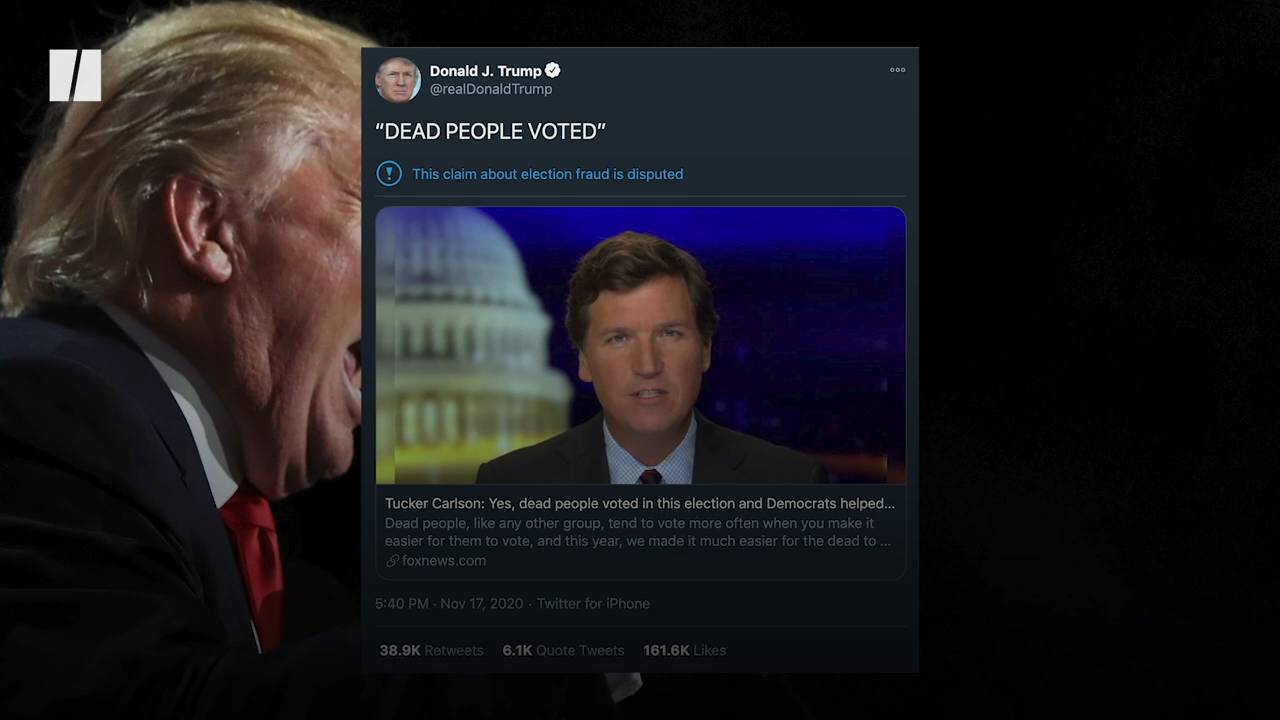 Donald J. Trump
@realDonaldTrump
“DEAD PEOPLE VOTED”
This claim about election fraud is disputed
Tucker Carlson: Yes, dead people voted in this election and Democrats helped...
Dead people, like any other group, tend to vote more often when you make it
easier for them to vote, and this year, we made it much easier for the dead to ...
foxnews.com
5:40 PM · Nov 17, 2020 · Twitter for iPhone
38.9K Retweets 6.1K Quote Tweets 161.6K Likes